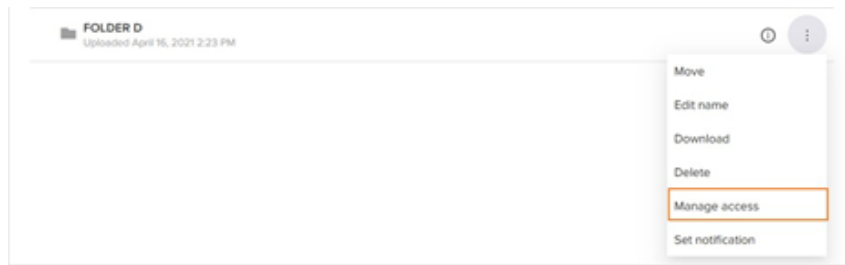 FOLDER D
Uploaded April 16, 2021 2:23 PM
Move
Edit name
Download
Delete
Manage access
Set notification